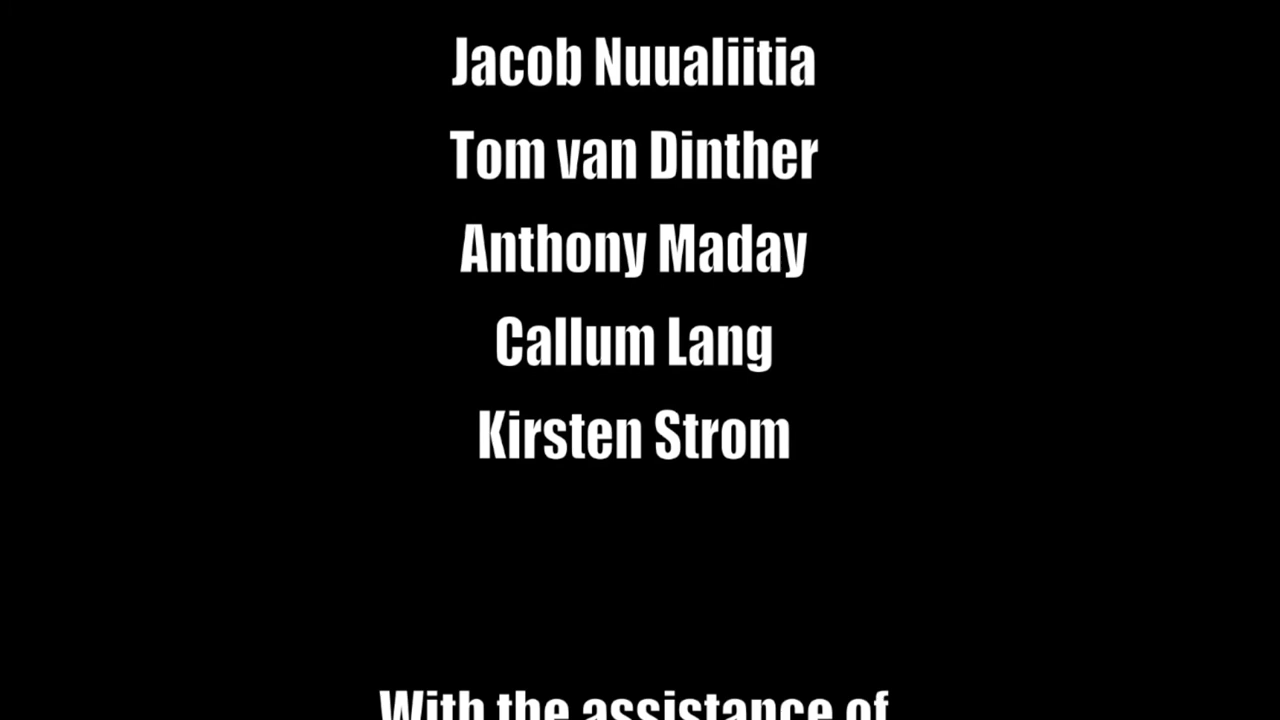 Jacob Nuualiitia
Tom van Dinther
Anthony Maday
Callum Lang
Kirsten Strom
With the assistance of